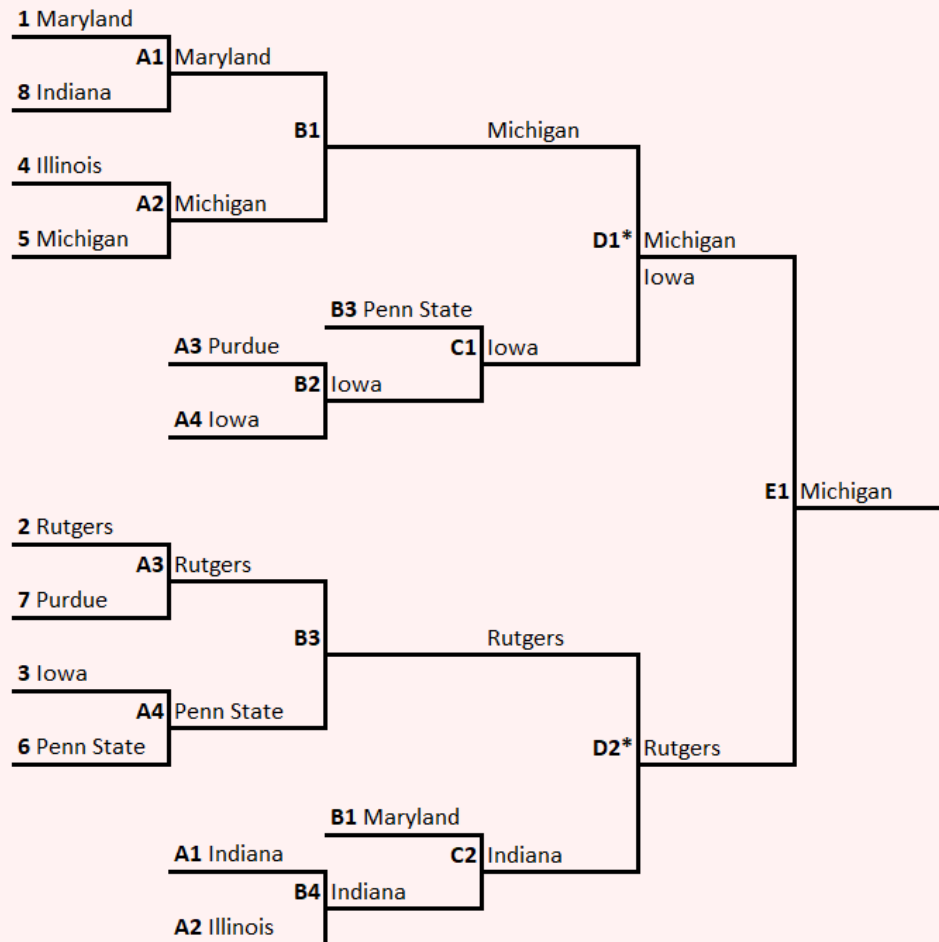 1 Maryland
A1 Maryland
8 Indiana
B1 Michigan
4 Illinois
A2 Michigan
5 Michigan
D1* Michigan
Iowa
B3 Penn State
A3 Purdue
C1 Iowa
B2 Iowa
A4 Iowa
E1 Michigan
2 Rutgers
A3 Rutgers
7 Purdue
B3 Rutgers
3 Iowa
A4 Penn State
6 Penn State
D2* Rutgers
B1 Maryland
A1 Indiana
C2 Indiana
B4 Indiana
A2 Illinois